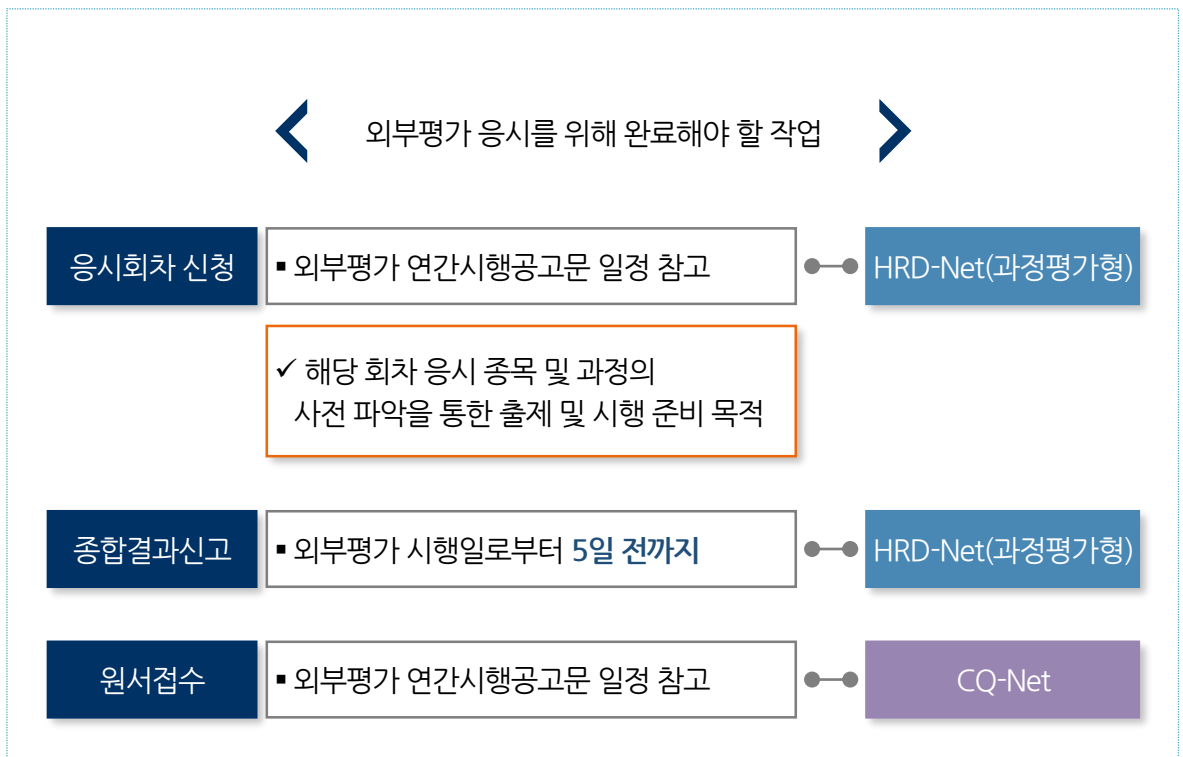 외부평가 응시를 위해 완료해야 할 작업
응시회차 신청
▪ 외부평가 연간시행공고문 일정 참고
HRD-Net(과정평가형)
✓ 해당 회차 응시 종목 및 과정의
사전 파악을 통한 출제 및 시행 준비 목적
종합결과신고
▪ 외부평가 시행일로부터 5일 전까지
HRD-Net(과정평가형)
원서접수
▪ 외부평가 연간시행공고문 일정 참고
CQ-Net